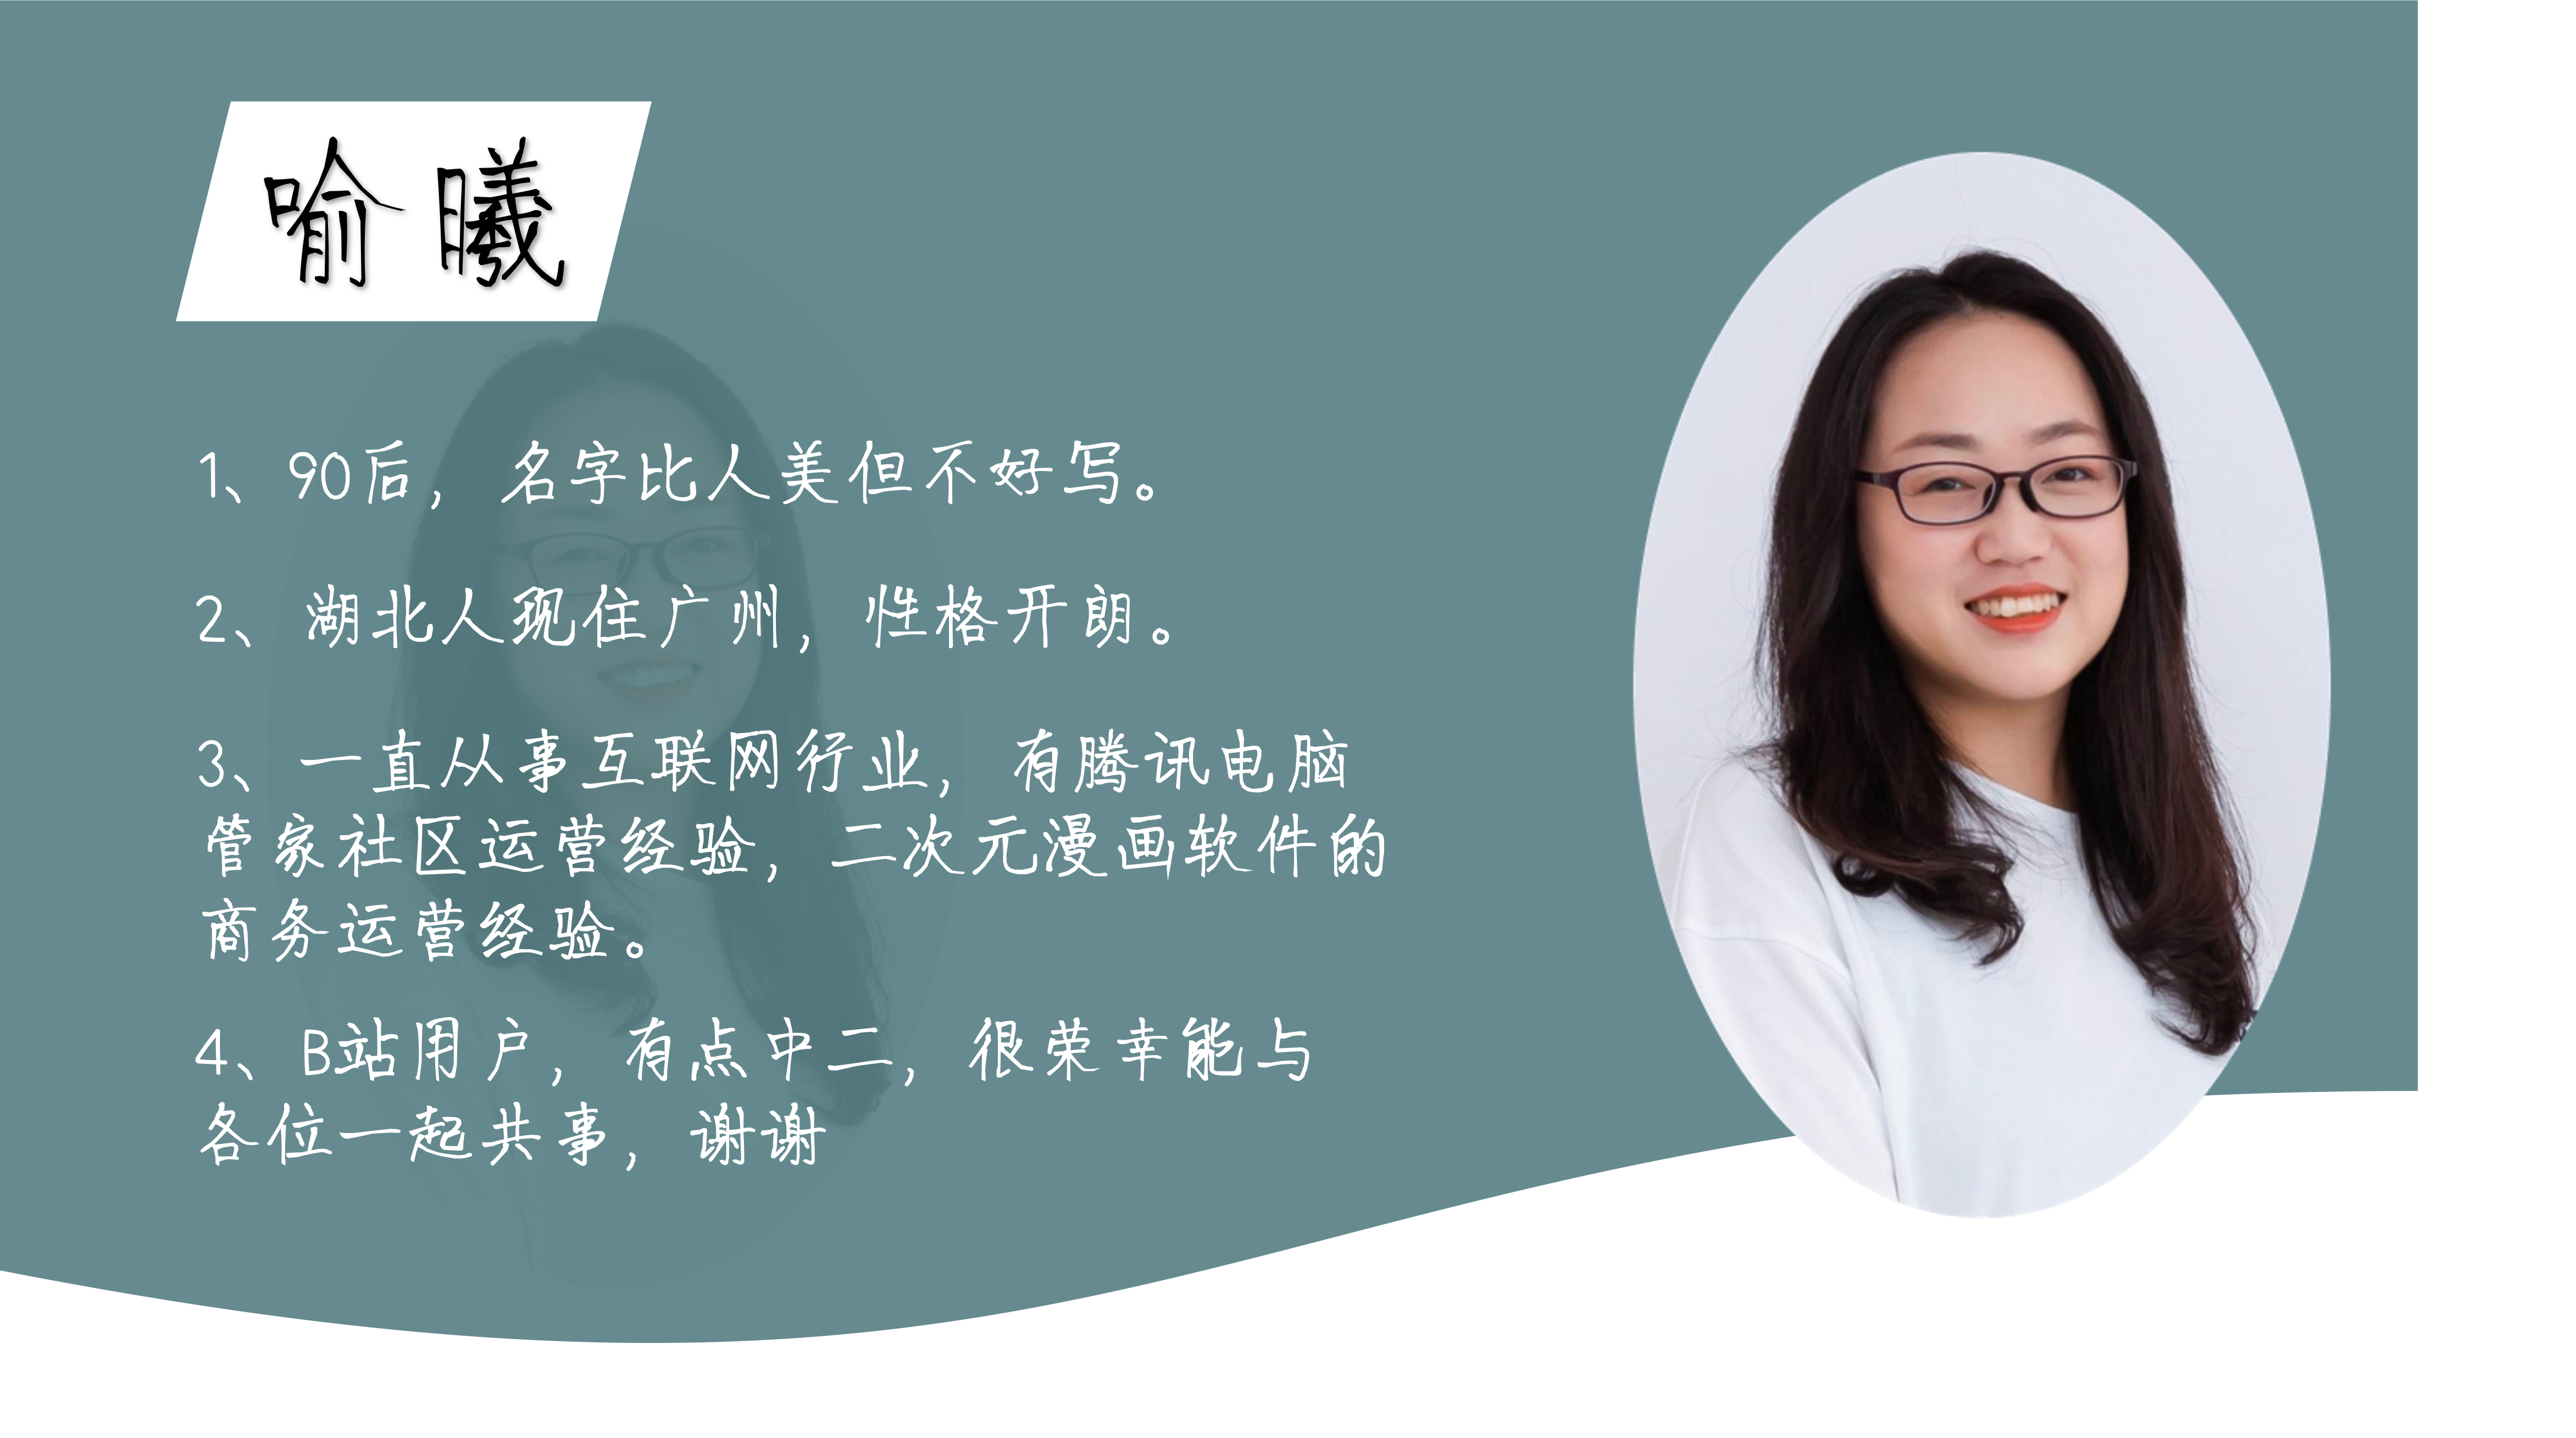 喻曦
1、90后，名字比人美但不好写。
2、湖北人现住广州，性格开朗。
3、一直从事互联网行业，有腾讯电脑
管家社区运营经验，二次元漫画软件的
商务运营经验。
4、B站用户，有点中二，很荣幸能与
各位一起共事，谢谢